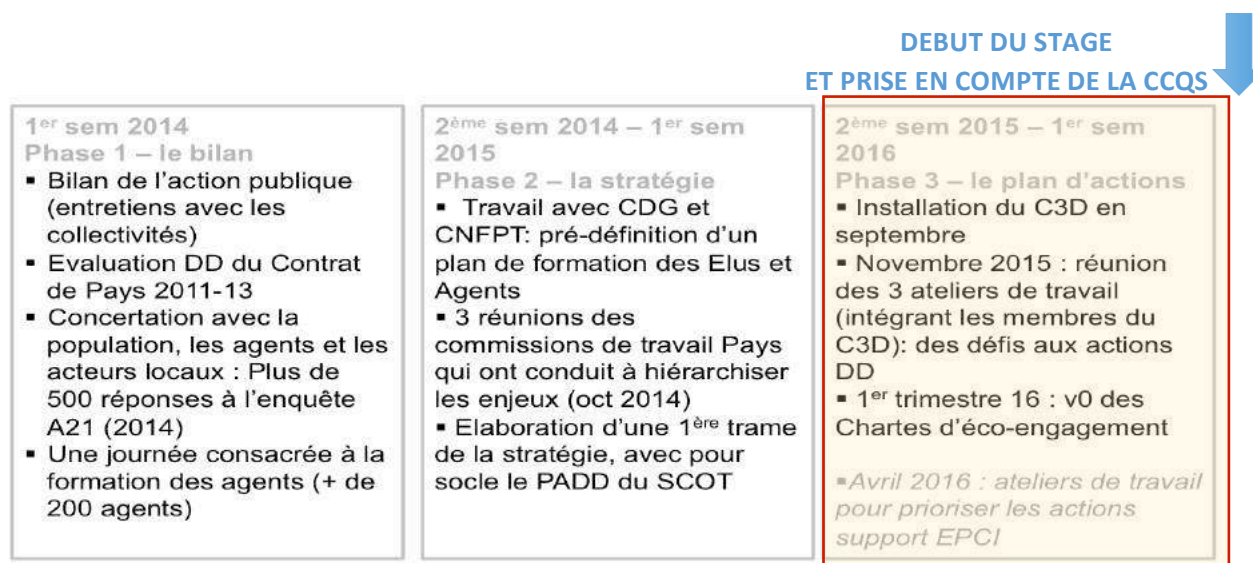 DEBUT DU STAGE
ET PRISE EN COMPTE DE LA CCQS
1er sem 2014
Phase 1 – le bilan
▪ Bilan de l'action publique
(entretiens avec les
collectivités)
▪ Evaluation DD du Contrat
de Pays 2011-13
▪ Concertation avec la
population, les agents et les
acteurs locaux : Plus de
500 réponses à l'enquête
A21 (2014)
▪ Une journée consacrée à la
formation des agents (+ de
200 agents)
2ème sem 2014 – 1er sem
2015
Phase 2 – la stratégie
▪ Travail avec CDG et
CNFPT: pré-définition d'un
plan de formation des Elus et
Agents
▪ 3 réunions des
commissions de travail Pays
qui ont conduit à hiérarchiser
les enjeux (oct 2014)
▪ Elaboration d'une 1ère trame
de la stratégie, avec pour
socle le PADD du SCOT
2ème sem 2015 – 1er sem
2016
Phase 3 – le plan d'actions
▪ Installation du C3D en
septembre
▪ Novembre 2015 : réunion
des 3 ateliers de travail
(intégrant les membres du
C3D): des défis aux actions
DD
▪ 1er trimestre 16 : v0 des
Chartes d'éco-engagement
▪Avril 2016 : ateliers de travail
pour prioriser les actions
support EPCI